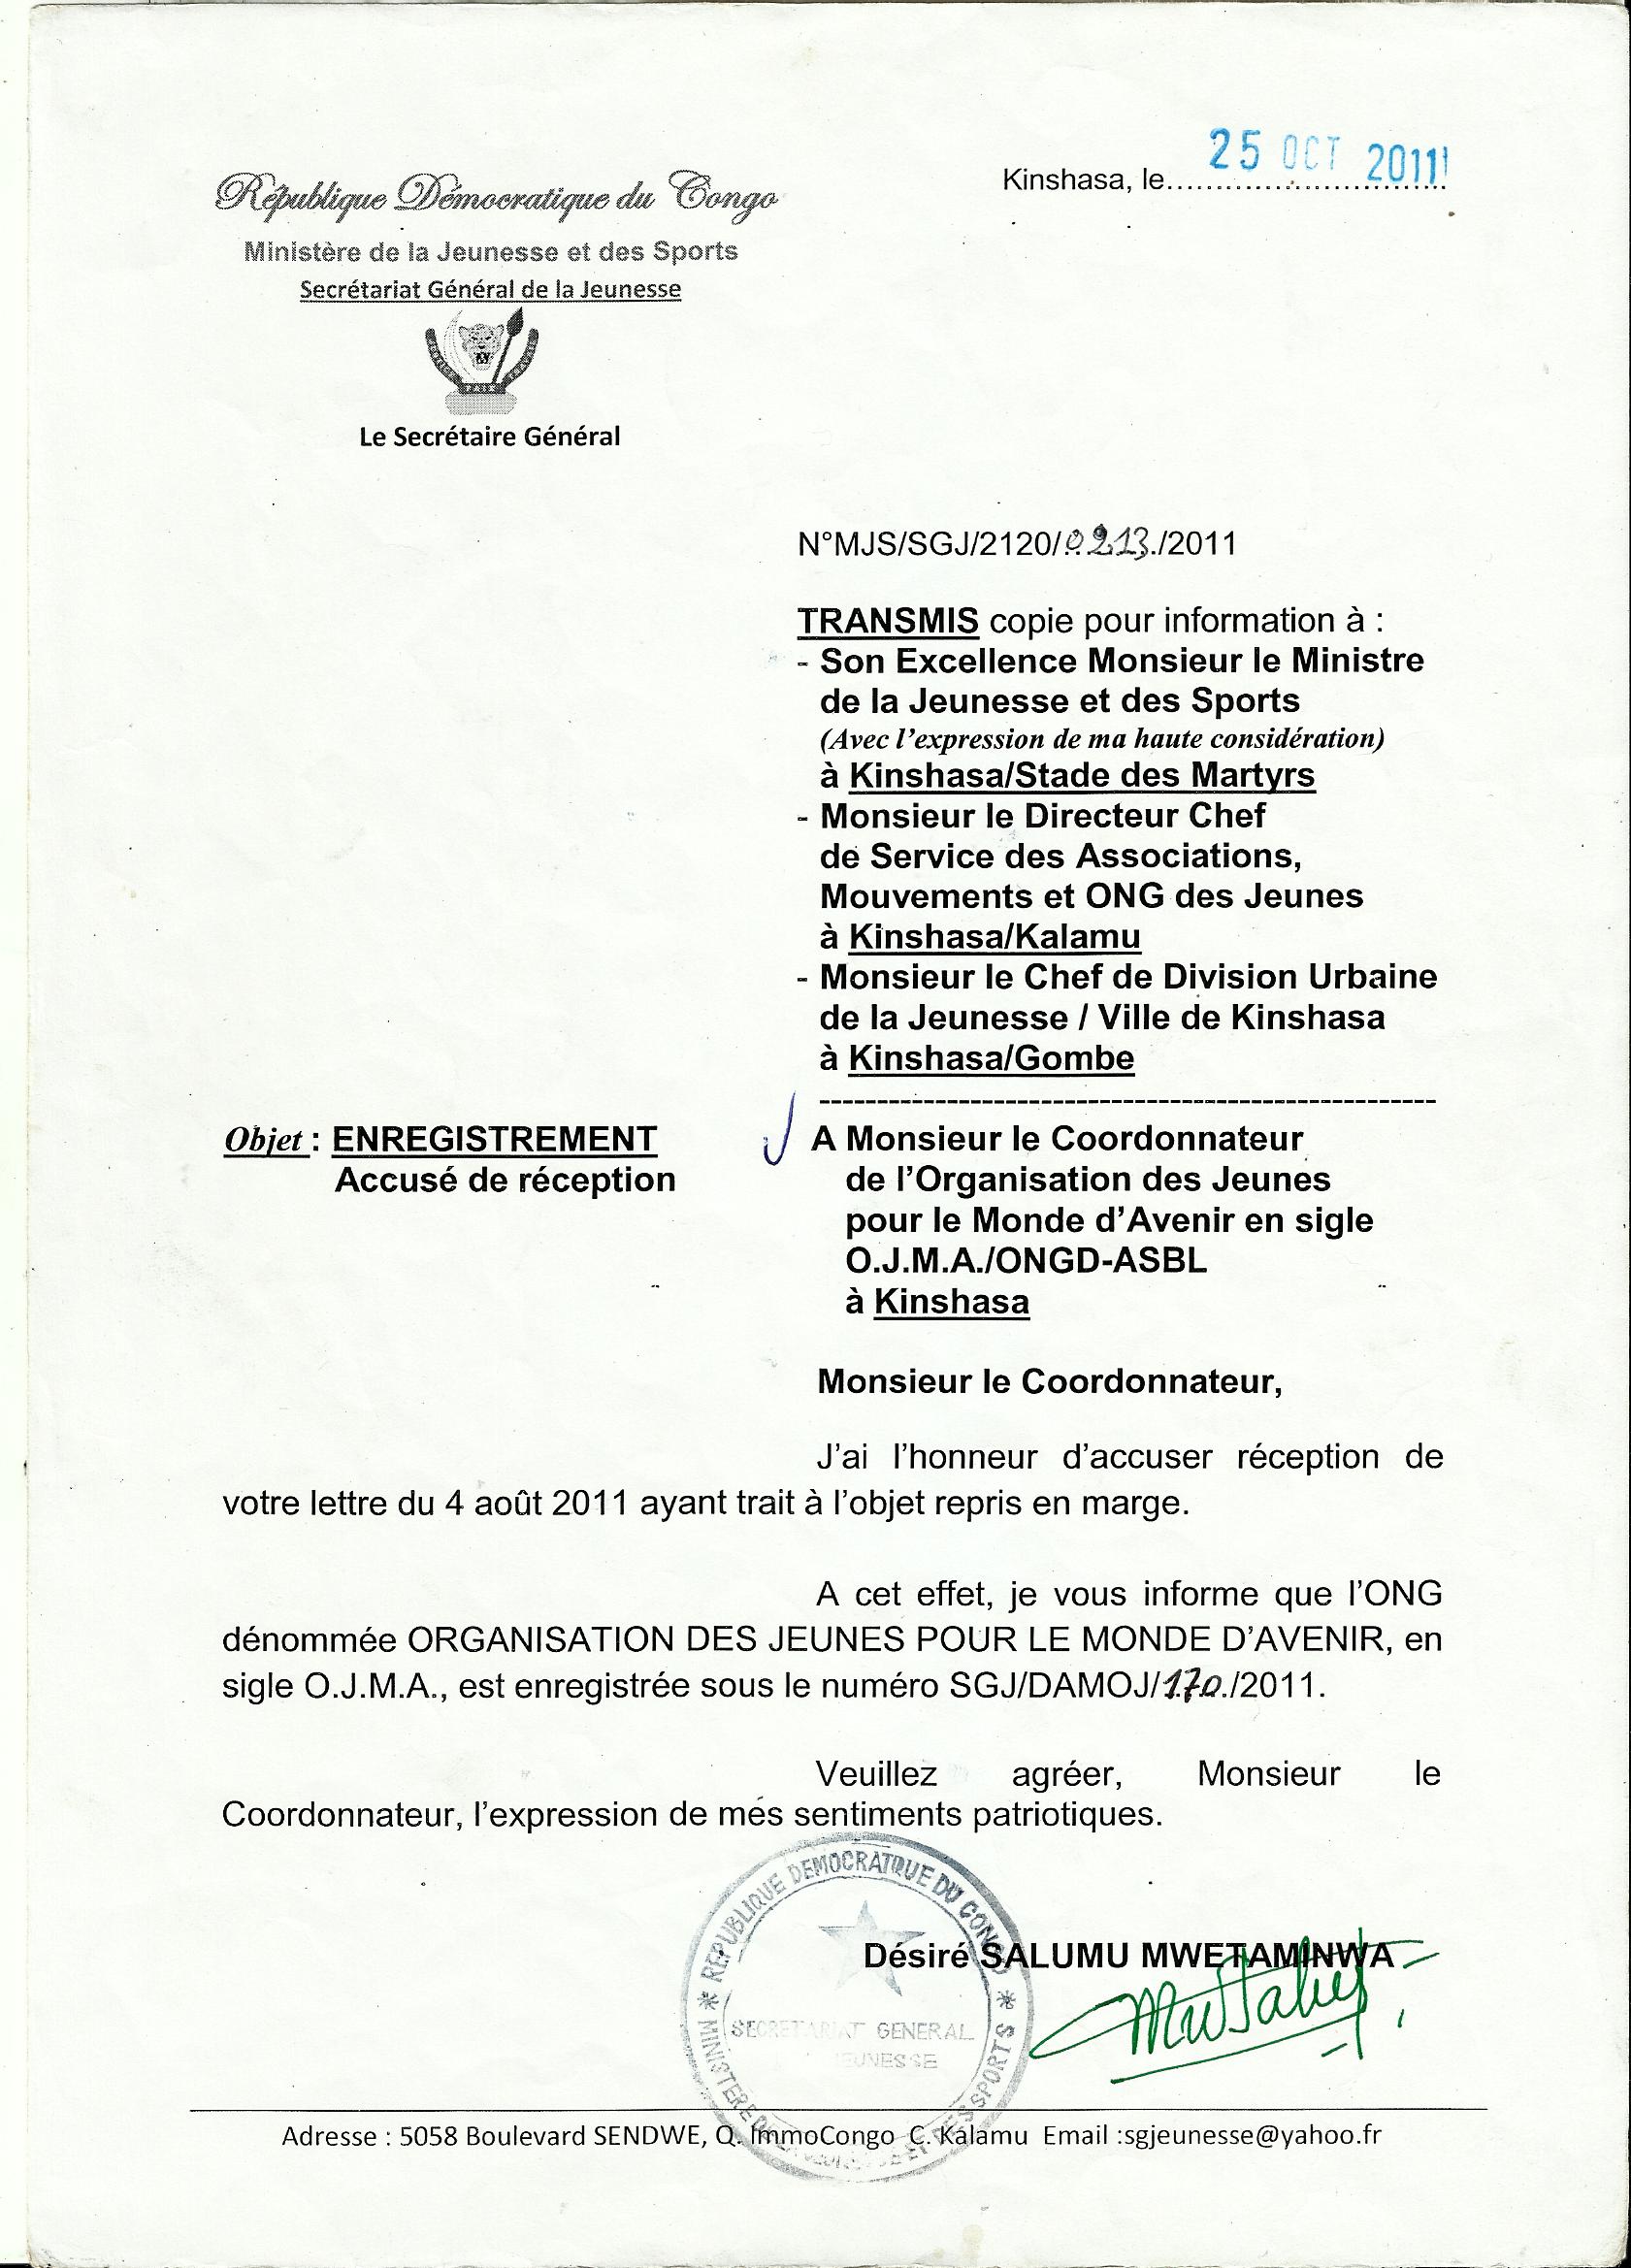 25 OCT 2011
Kinshasa, le
République Démocratique du Congo
Ministère de la Jeunesse et des Sports
Secrétariat Général de la Jeunesse
PAIX
Le Secrétaire Général
N°MJS/SGJ/2120/0213/2011
TRANSMIS copie pour information à :
- Son Excellence Monsieur le Ministre
de la Jeunesse et des Sports
(Avec l'expression de ma haute considération)
à Kinshasa/Stade des Martyrs
- Monsieur le Directeur Chef
de Service des Associations,
Mouvements et ONG des Jeunes
à Kinshasa/Kalamu
- Monsieur le Chef de Division Urbaine
de la Jeunesse / Ville de Kinshasa
à Kinshasa/Gombe
Objet : ENREGISTREMENT
Accusé de réception
A Monsieur le Coordonnateur
de l'Organisation des Jeunes
pour le Monde d'Avenir en sigle
O.J.M.A./ONGD-ASBL
à Kinshasa
Monsieur le Coordonnateur,
J'ai l'honneur d'accuser réception de
votre lettre du 4 août 2011 ayant trait à l'objet repris en marge.
A cet effet, je vous informe que l'ONG
dénommée ORGANISATION DES JEUNES POUR LE MONDE D'AVENIR, en
sigle O.J.M.A., est enregistrée sous le numéro SGJ/DAMOJ/170./2011.
Veuillez agréer, Monsieur le
Coordonnateur, l'expression de mes sentiments patriotiques.
* REPUBLIQUE DEMOCRATIQUE DU CONGO *
SECRETARIAT GENERAL
JEUNESSE
MINISTERE DE LA JEUNESSE ET DES SPORTS
Désiré SALUMU MWETAMINWA
Adresse : 5058 Boulevard SENDWE, Q. ImmoCongo C. Kalamu Email :sgjeunesse@yahoo.fr